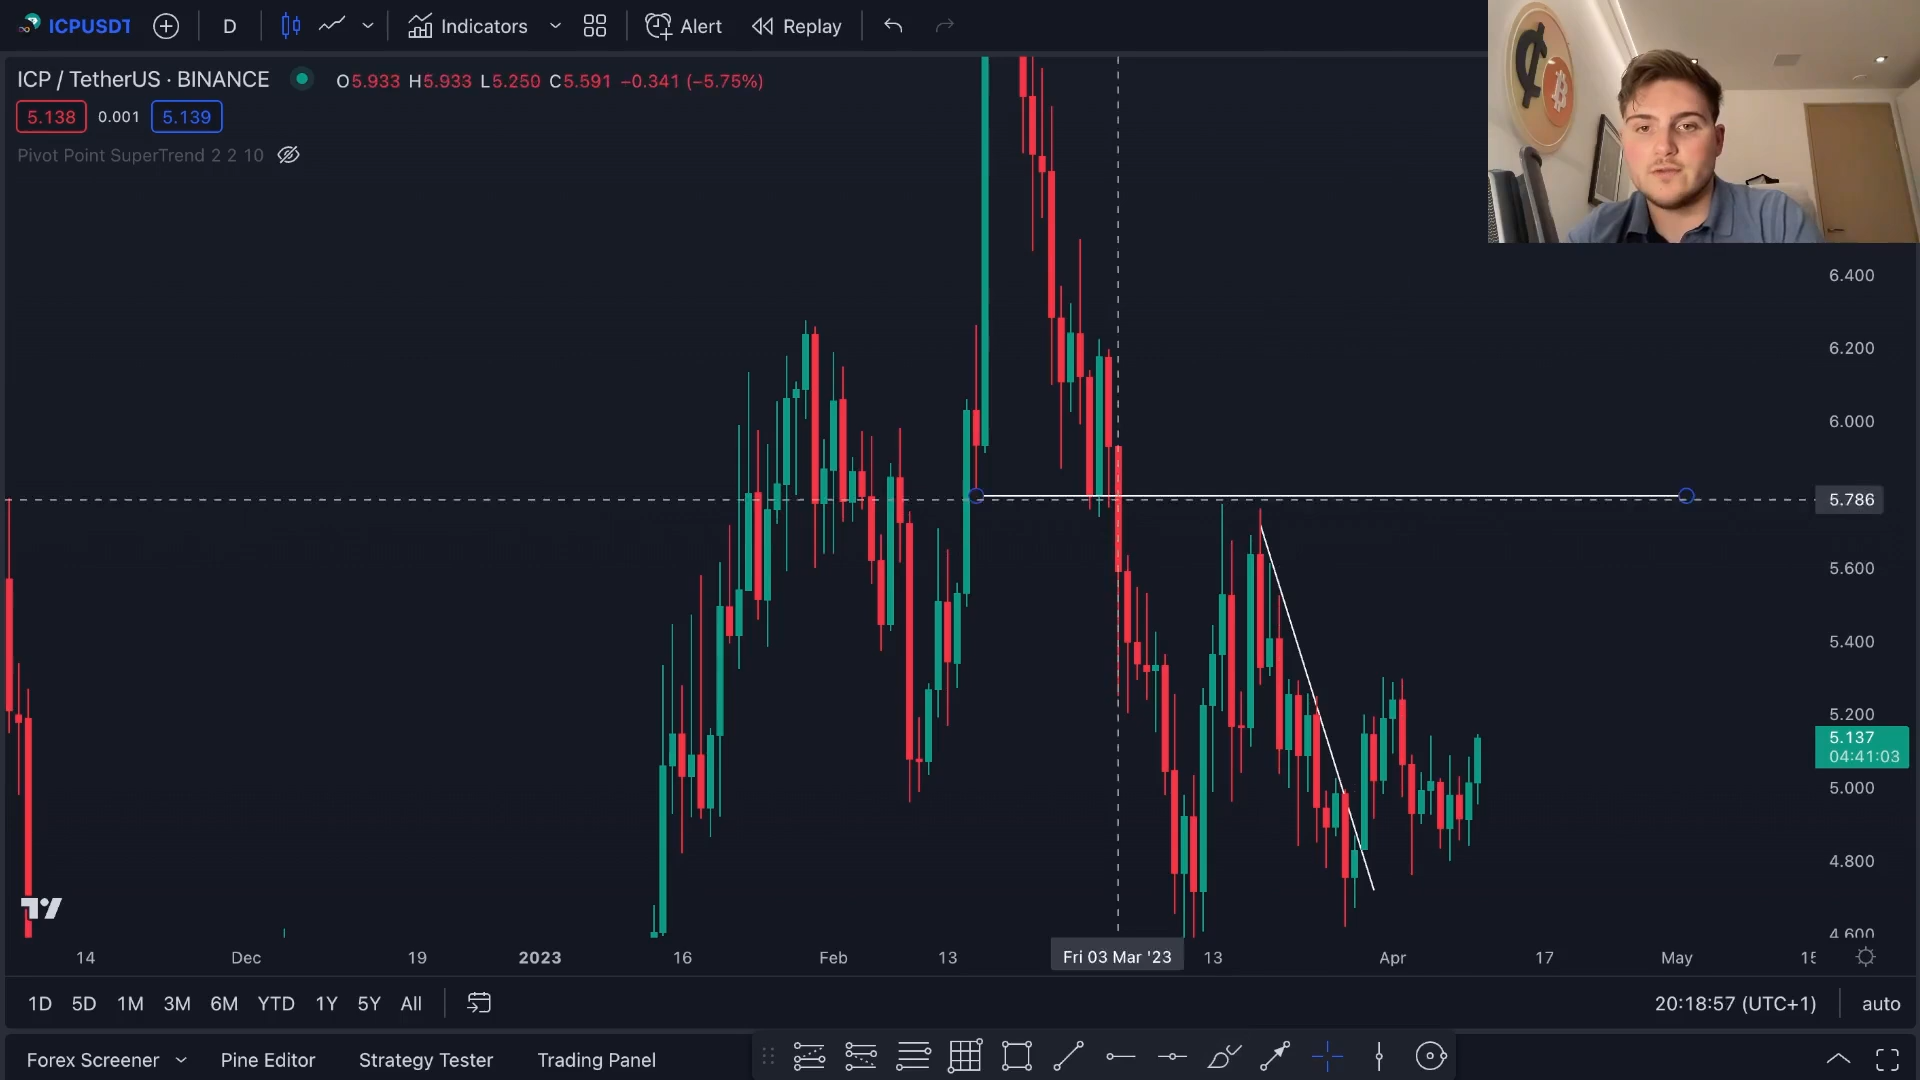 ICPUSDT D Indicators Alert Replay
ICP / TetherUS · BINANCE O5.933 H5.933 L5.250 C5.591 −0.341 (−5.75%)
5.138 0.001 5.139
Pivot Point SuperTrend 2 2 10
6.400
6.200
6.000
5.786
5.600
5.400
5.200
5.137
04:41:03
5.000
4.800
4.600
14 Dec 19 2023 16 Feb 13 Fri 03 Mar '23 13 Apr 17 May 15
1D 5D 1M 3M 6M YTD 1Y 5Y All 20:18:57 (UTC+1) auto
Forex Screener Pine Editor Strategy Tester Trading Panel